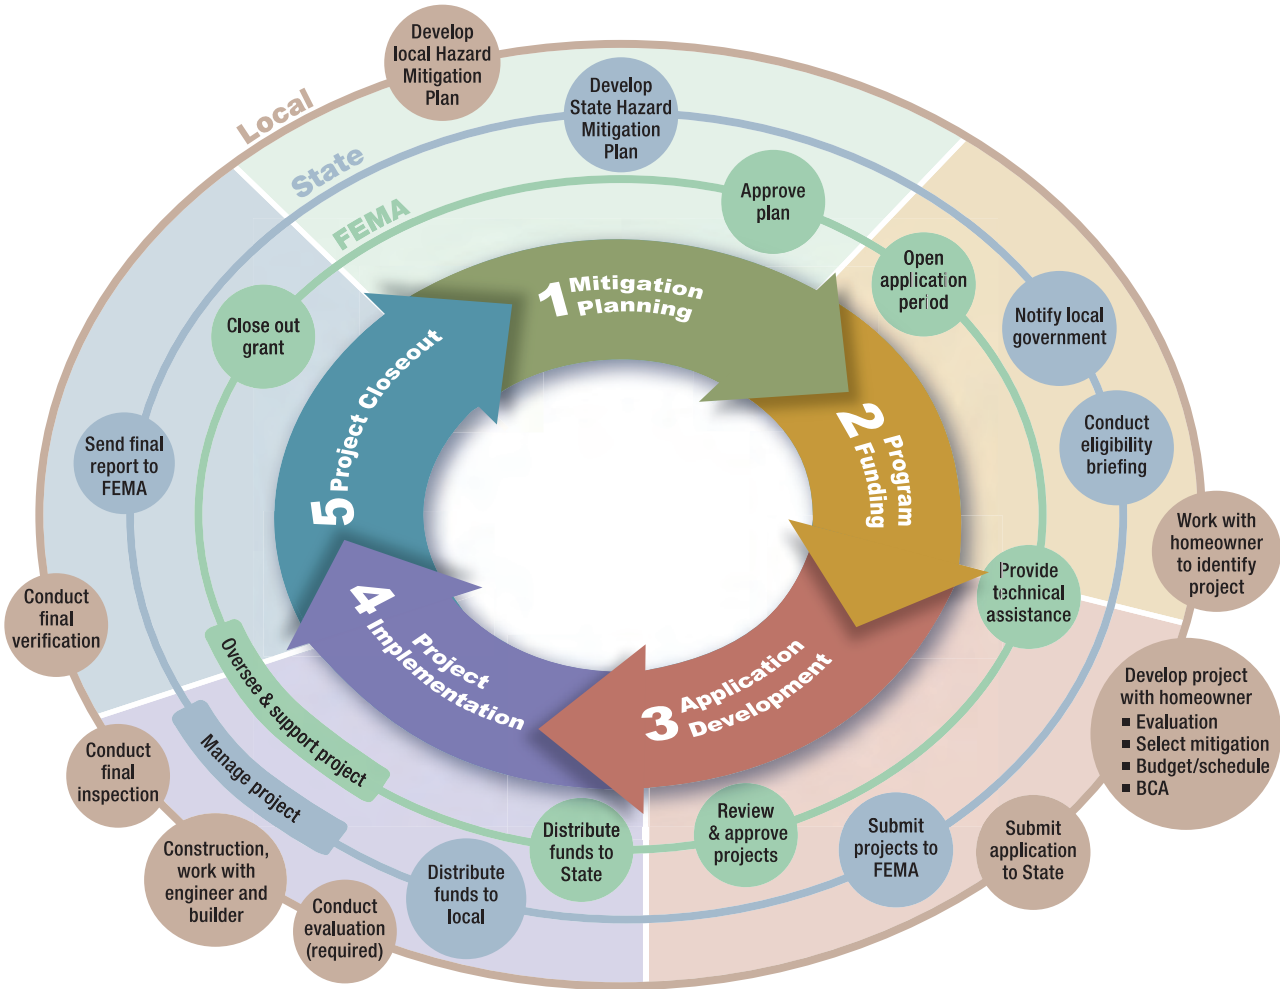 Local
State
FEMA
Develop
local Hazard
Mitigation
Plan
Develop
State Hazard
Mitigation
Plan
Approve
plan
Open
application
period
Notify local
government
Conduct
eligibility
briefing
Work with
homeowner
to identify
project
Provide
technical
assistance
Develop project
with homeowner
▪ Evaluation
▪ Select mitigation
▪ Budget/schedule
▪ BCA
Submit
application
to State
Submit
projects to
FEMA
Review
& approve
projects
Distribute
funds to
State
Distribute
funds to
local
Conduct
evaluation
(required)
Construction,
work with
engineer and
builder
Conduct
final
inspection
Manage project
Oversee & support project
Conduct
final
verification
Send final
report to
FEMA
Close out
grant
1 Mitigation
Planning
2 Program
Funding
3 Application
Development
4 Project
Implementation
5 Project Closeout